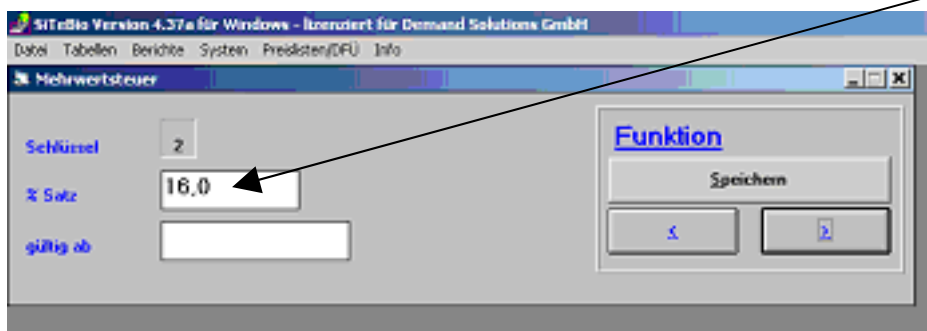 SiTeBio Version 4.37a für Windows - lizenziert für Demand Solutions GmbH
Datei Tabellen Berichte System Preislisten/DFÜ Info
Mehrwertsteuer
Schlüssel 2
Funktion
% Satz 16,0
Speichern
gültig ab
< >